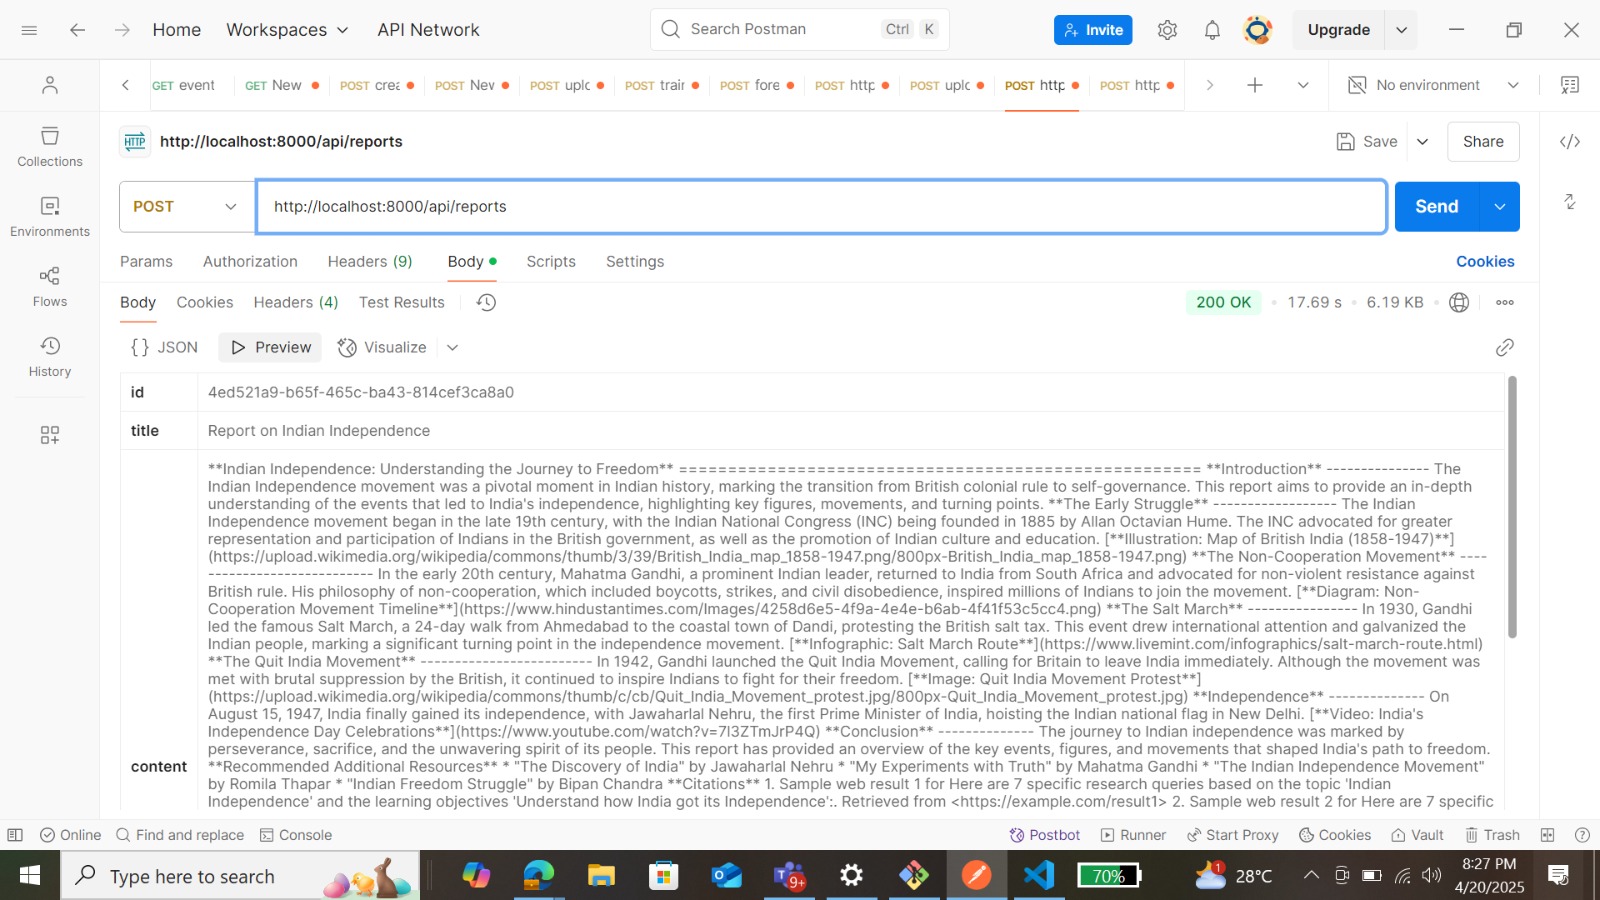 Home
Workspaces
API Network
Search Postman
Ctrl K
Invite
Upgrade
GET event
GET New
POST crea
POST Nev
POST uplc
POST trair
POST fore
POST http
POST uplc
POST http
POST http
No environment
HTTP http://localhost:8000/api/reports
Save
Share
Collections
Environments
Flows
History
POST
http://localhost:8000/api/reports
Send
Params
Authorization
Headers (9)
Body
Scripts
Settings
Cookies
Body
Cookies
Headers (4)
Test Results
200 OK
17.69 s
6.19 KB
{} JSON
Preview
Visualize
id
4ed521a9-b65f-465c-ba43-814cef3ca8a0
title
Report on Indian Independence
content
**Indian Independence: Understanding the Journey to Freedom** ===================================================== **Introduction** --------------- The
Indian Independence movement was a pivotal moment in Indian history, marking the transition from British colonial rule to self-governance. This report aims to provide an in-depth
understanding of the events that led to India's independence, highlighting key figures, movements, and turning points. **The Early Struggle** ------------------ The Indian
Independence movement began in the late 19th century, with the Indian National Congress (INC) being founded in 1885 by Allan Octavian Hume. The INC advocated for greater
representation and participation of Indians in the British government, as well as the promotion of Indian culture and education. [**Illustration: Map of British India (1858-1947)**]
(https://upload.wikimedia.org/wikipedia/commons/thumb/3/39/British_India_map_1858-1947.png/800px-British_India_map_1858-1947.png) **The Non-Cooperation Movement** ----
------------------------ In the early 20th century, Mahatma Gandhi, a prominent Indian leader, returned to India from South Africa and advocated for non-violent resistance against
British rule. His philosophy of non-cooperation, which included boycotts, strikes, and civil disobedience, inspired millions of Indians to join the movement. [**Diagram: Non-
Cooperation Movement Timeline**](https://www.hindustantimes.com/Images/4258d6e5-4f9a-4e4e-b6ab-4f41f53c5cc4.png) **The Salt March** ---------------- In 1930, Gandhi
led the famous Salt March, a 24-day walk from Ahmedabad to the coastal town of Dandi, protesting the British salt tax. This event drew international attention and galvanized the
Indian people, marking a significant turning point in the independence movement. [**Infographic: Salt March Route**](https://www.livemint.com/infographics/salt-march-route.html)
**The Quit India Movement** ------------------------- In 1942, Gandhi launched the Quit India Movement, calling for Britain to leave India immediately. Although the movement was
met with brutal suppression by the British, it continued to inspire Indians to fight for their freedom. [**Image: Quit India Movement Protest**]
(https://upload.wikimedia.org/wikipedia/commons/thumb/c/cb/Quit_India_Movement_protest.jpg/800px-Quit_India_Movement_protest.jpg) **Independence** -------------- On
August 15, 1947, India finally gained its independence, with Jawaharlal Nehru, the first Prime Minister of India, hoisting the Indian national flag in New Delhi. [**Video: India's
Independence Day Celebrations**](https://www.youtube.com/watch?v=7l3ZTmJrP4Q) **Conclusion** -------------- The journey to Indian independence was marked by
perseverance, sacrifice, and the unwavering spirit of its people. This report has provided an overview of the key events, figures, and movements that shaped India's path to freedom.
**Recommended Additional Resources** * "The Discovery of India" by Jawaharlal Nehru * "My Experiments with Truth" by Mahatma Gandhi * "The Indian Independence Movement"
by Romila Thapar * "Indian Freedom Struggle" by Bipan Chandra **Citations** 1. Sample web result 1 for Here are 7 specific research queries based on the topic 'Indian
Independence' and the learning objectives 'Understand how India got its Independence':. Retrieved from <https://example.com/result1> 2. Sample web result 2 for Here are 7 specific
Online
Find and replace
Console
Postbot
Runner
Start Proxy
Cookies
Vault
Trash
Type here to search
9+
70%
1
28°C
8:27 PM
4/20/2025